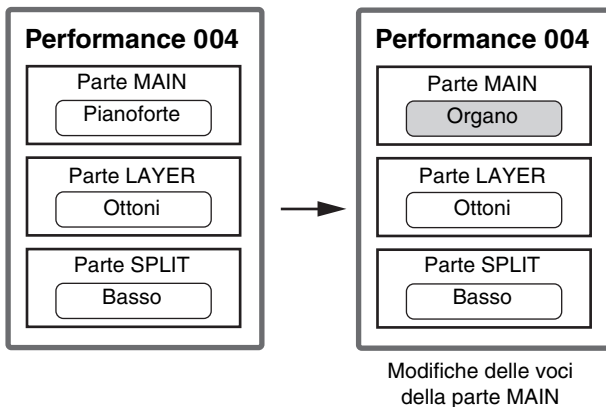 Performance 004
Parte MAIN
Pianoforte
Parte LAYER
Ottoni
Parte SPLIT
Basso
Performance 004
Parte MAIN
Organo
Parte LAYER
Ottoni
Parte SPLIT
Basso
Modifiche delle voci
della parte MAIN